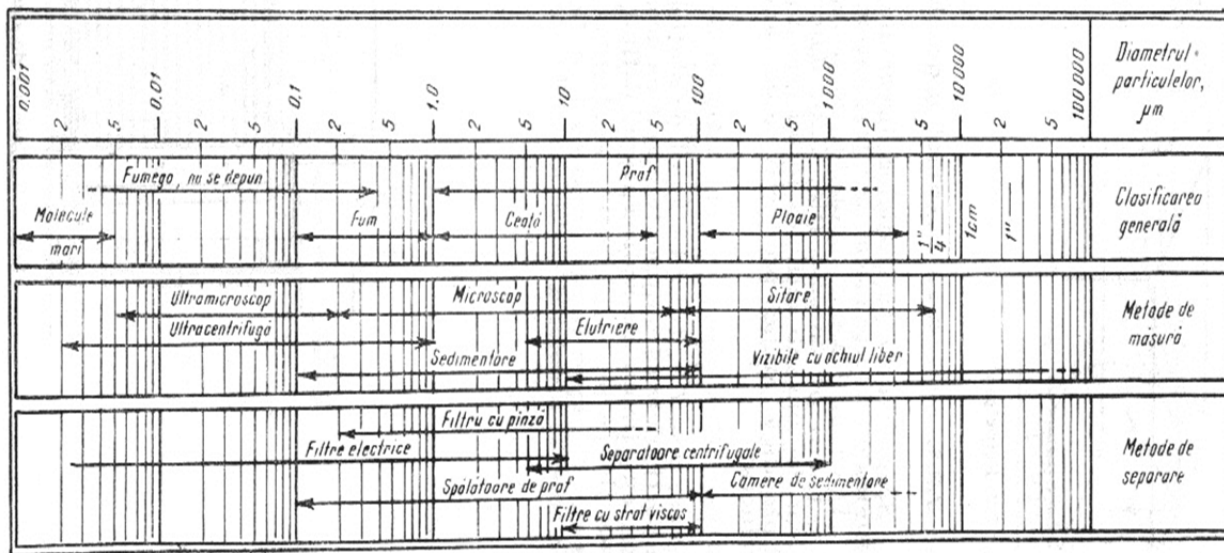 0,001 2 5 0,01 2 5 0,1 2 5 1,0 2 5 10 2 5 100 2 5 1000 2 5 10 000 2 5 100 000
Diametrul
particulelor,
µm
Fumego, nu se depun
Praf
Molecule
mari
Fum
Ceață
Ploaie
1"
4
1cm
1"
Clasificarea
generală
Ultramicroscop
Microscop
Sitare
Ultracentrifugă
Elutriere
Sedimentare
Vizibile cu ochiul liber
Metode de
măsură
Filtru cu pînză
Filtre electrice
Separatoare centrifugale
Spălătoare de praf
Camere de sedimentare
Filtre cu strat viscos
Metode de
separare